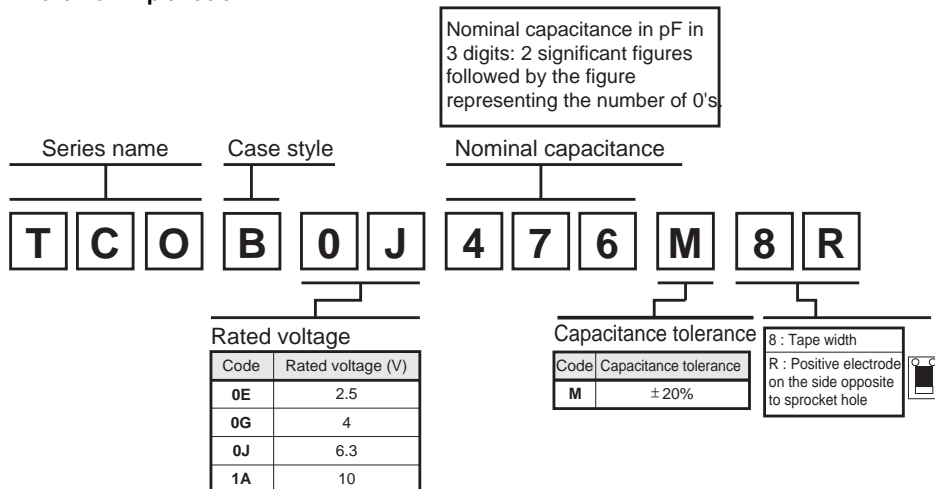 Nominal capacitance in pF in
3 digits: 2 significant figures
followed by the figure
representing the number of 0's.
Series name
Case style
Nominal capacitance
T C O B 0 J 4 7 6 M 8 R
Rated voltage
Code Rated voltage (V)
0E 2.5
0G 4
0J 6.3
1A 10
Capacitance tolerance
Code Capacitance tolerance
M ±20%
8 : Tape width
R : Positive electrode
on the side opposite
to sprocket hole